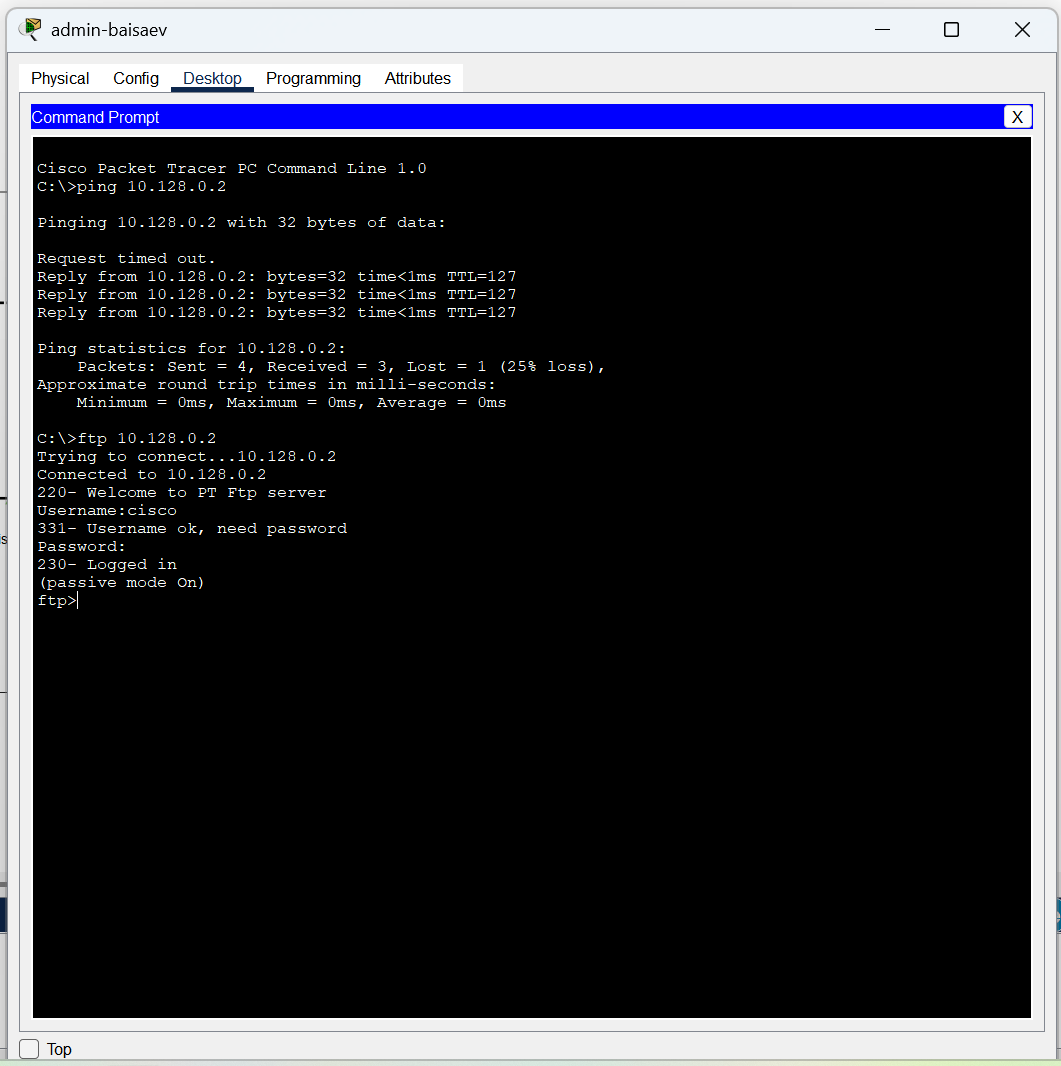 admin-baisaev
Physical Config Desktop Programming Attributes
Command Prompt X
Cisco Packet Tracer PC Command Line 1.0
C:\>ping 10.128.0.2
Pinging 10.128.0.2 with 32 bytes of data:
Request timed out.
Reply from 10.128.0.2: bytes=32 time<1ms TTL=127
Reply from 10.128.0.2: bytes=32 time<1ms TTL=127
Reply from 10.128.0.2: bytes=32 time<1ms TTL=127
Ping statistics for 10.128.0.2:
Packets: Sent = 4, Received = 3, Lost = 1 (25% loss),
Approximate round trip times in milli-seconds:
Minimum = 0ms, Maximum = 0ms, Average = 0ms
C:\>ftp 10.128.0.2
Trying to connect...10.128.0.2
Connected to 10.128.0.2
220- Welcome to PT Ftp server
Username:cisco
331- Username ok, need password
Password:
230- Logged in
(passive mode On)
ftp>
Top